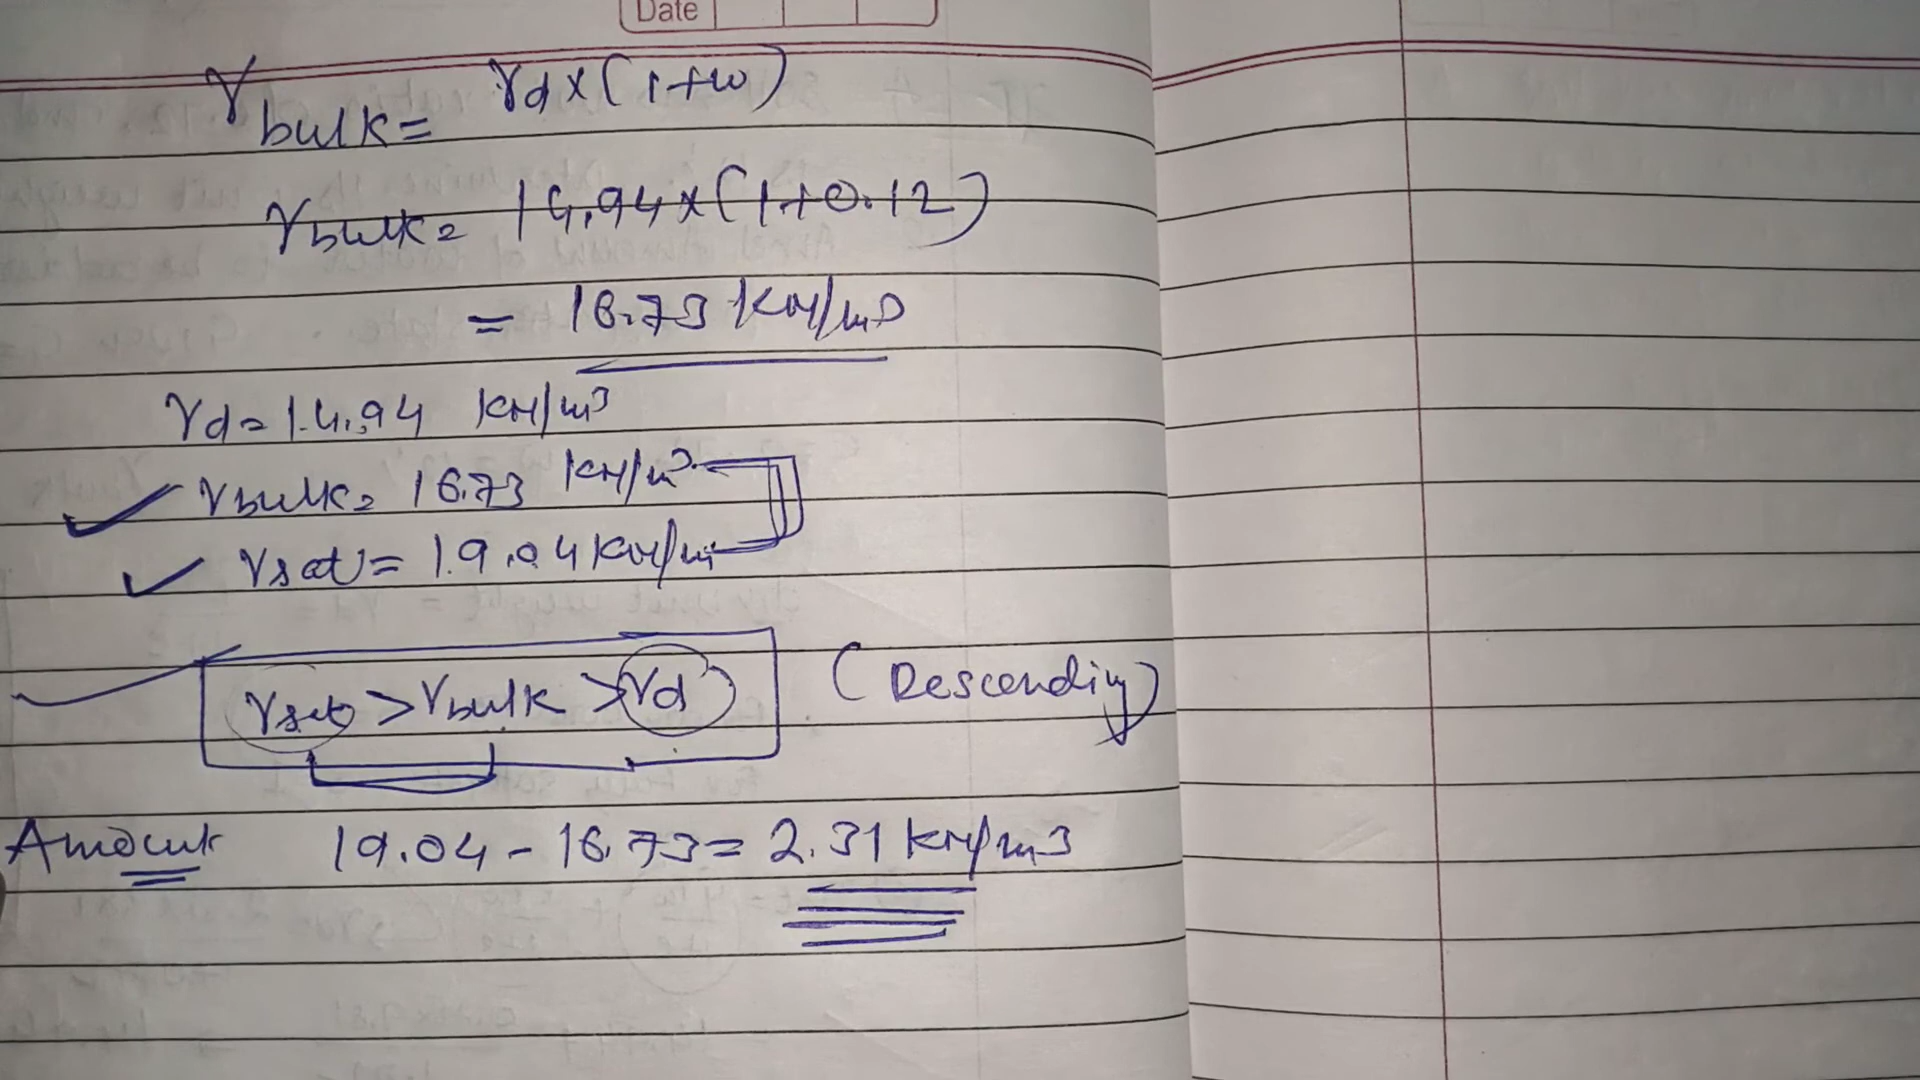 Date
γbulk = γd x (1+w)
γbulk = 14.94 x (1+0.12)
= 16.73 KN/m3
γd = 14.94 KN/m3
γbulk = 16.73 KN/m3
γsat = 19.04 KN/m
γsat > γbulk > γd (Descending)
Amount 19.04 - 16.73 = 2.31 KN/m3